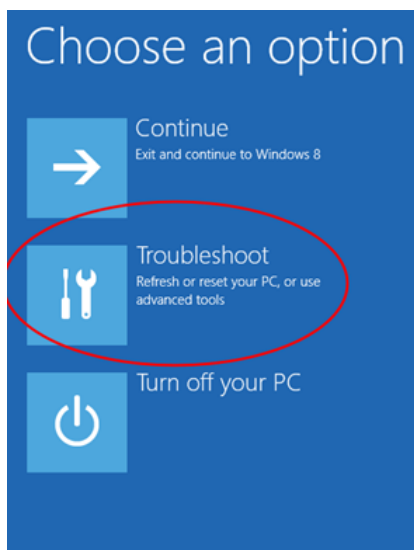 Choose an option
Continue
Exit and continue to Windows 8
Troubleshoot
Refresh or reset your PC, or use
advanced tools
Turn off your PC